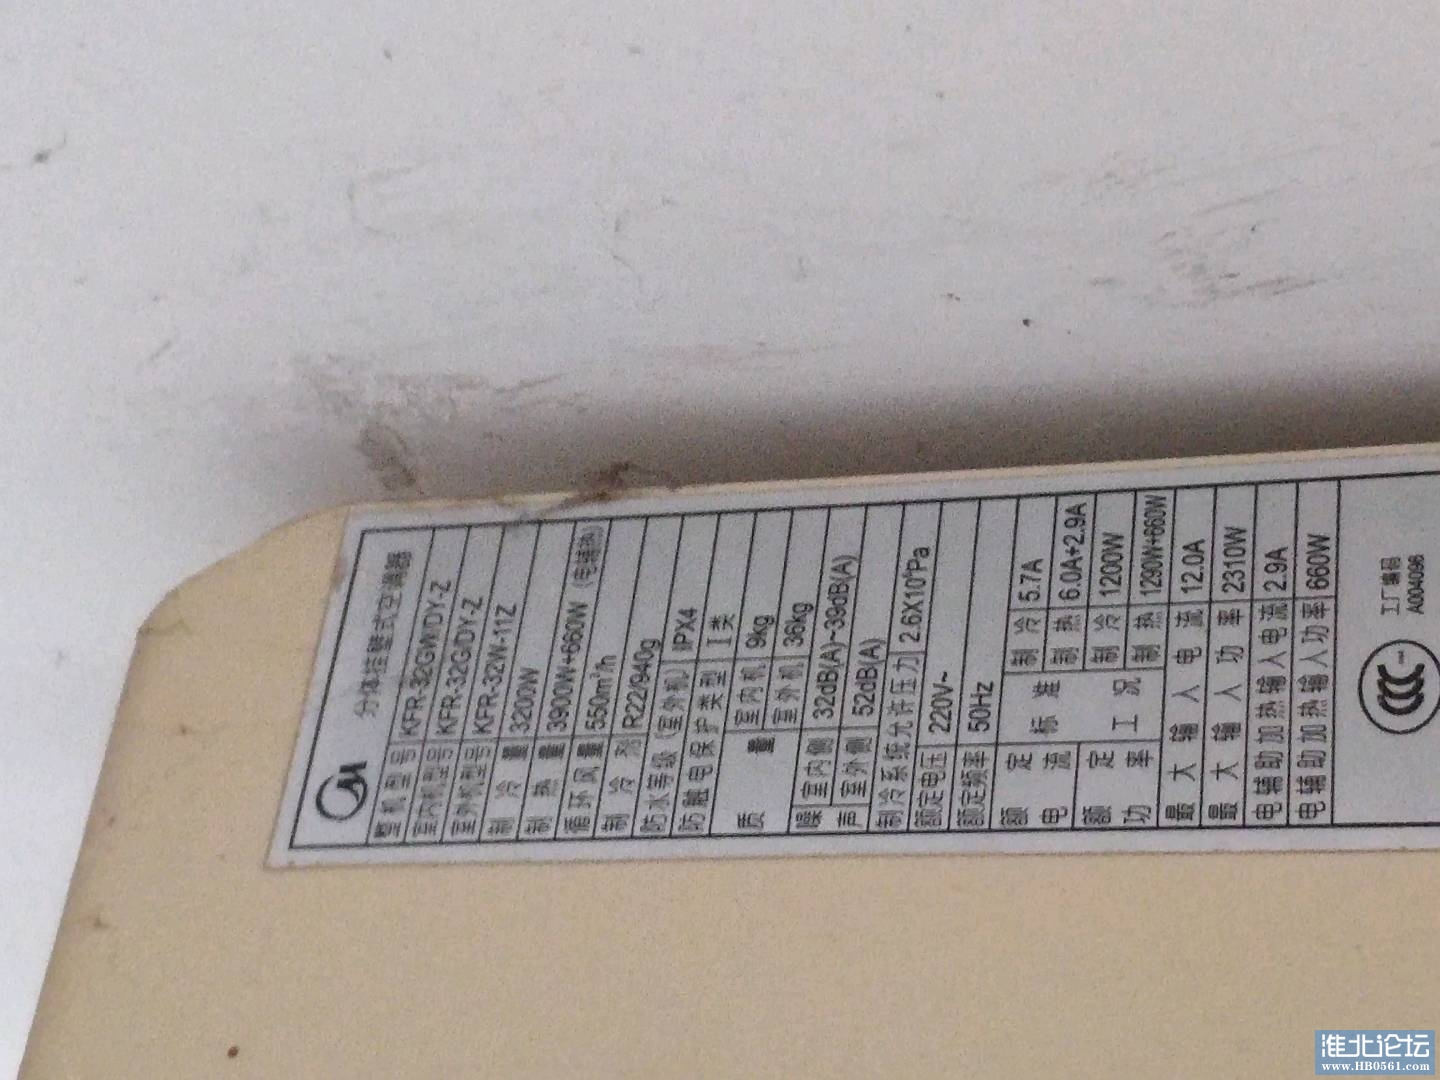 分体挂壁式空调器
整机型号 KFR-32GW/DY-Z
室内机型号 KFR-32G/DY-Z
室外机型号 KFR-32W-11Z
制冷量 3200W
制热量 3900W+660W（电辅热）
循环风量 550m³/h
制冷剂 R22/940g
防水等级（室外机） IPX4
防触电保护类型 I类
质量 室内机 9kg
室外机 36kg
噪声 室内侧 32dB(A)~39dB(A)
室外侧 52dB(A)
制冷系统允许压力 2.6X10⁶Pa
额定电压 220V~
额定频率 50Hz
额定电流 标准工况 制冷 5.7A
制热 6.0A+2.9A
额定功率 制冷 1200W
制热 1290W+660W
最大输入电流 12.0A
最大输入功率 2310W
电辅助加热输入电流 2.9A
电辅助加热输入功率 660W
工厂编码
A004096
淮北论坛
www.HB0561.com